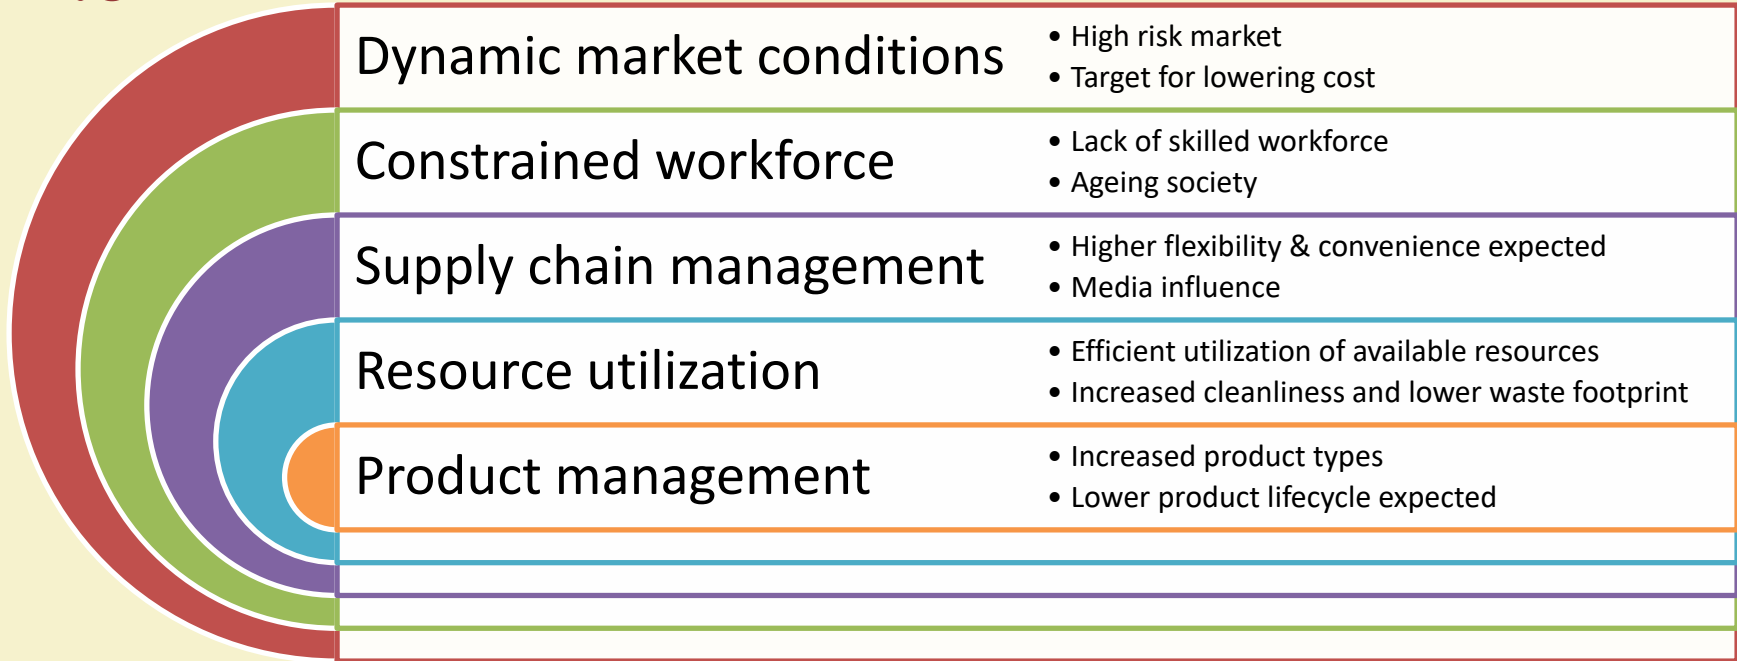 Dynamic market conditions
• High risk market
• Target for lowering cost
Constrained workforce
• Lack of skilled workforce
• Ageing society
Supply chain management
• Higher flexibility & convenience expected
• Media influence
Resource utilization
• Efficient utilization of available resources
• Increased cleanliness and lower waste footprint
Product management
• Increased product types
• Lower product lifecycle expected